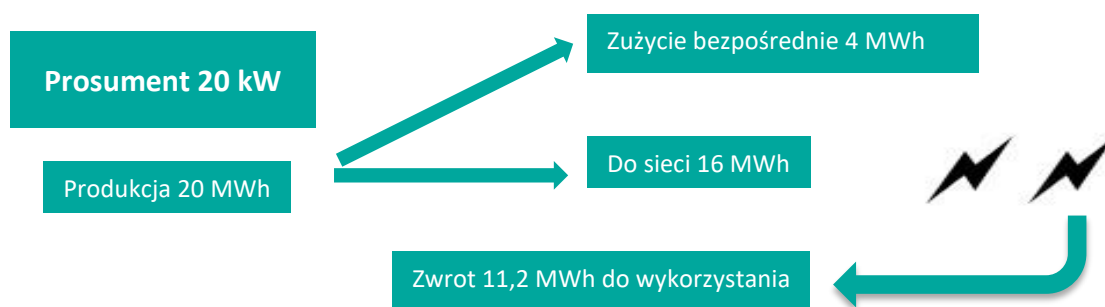 Prosument 20 kW
Produkcja 20 MWh
Zużycie bezpośrednie 4 MWh
Do sieci 16 MWh
Zwrot 11,2 MWh do wykorzystania